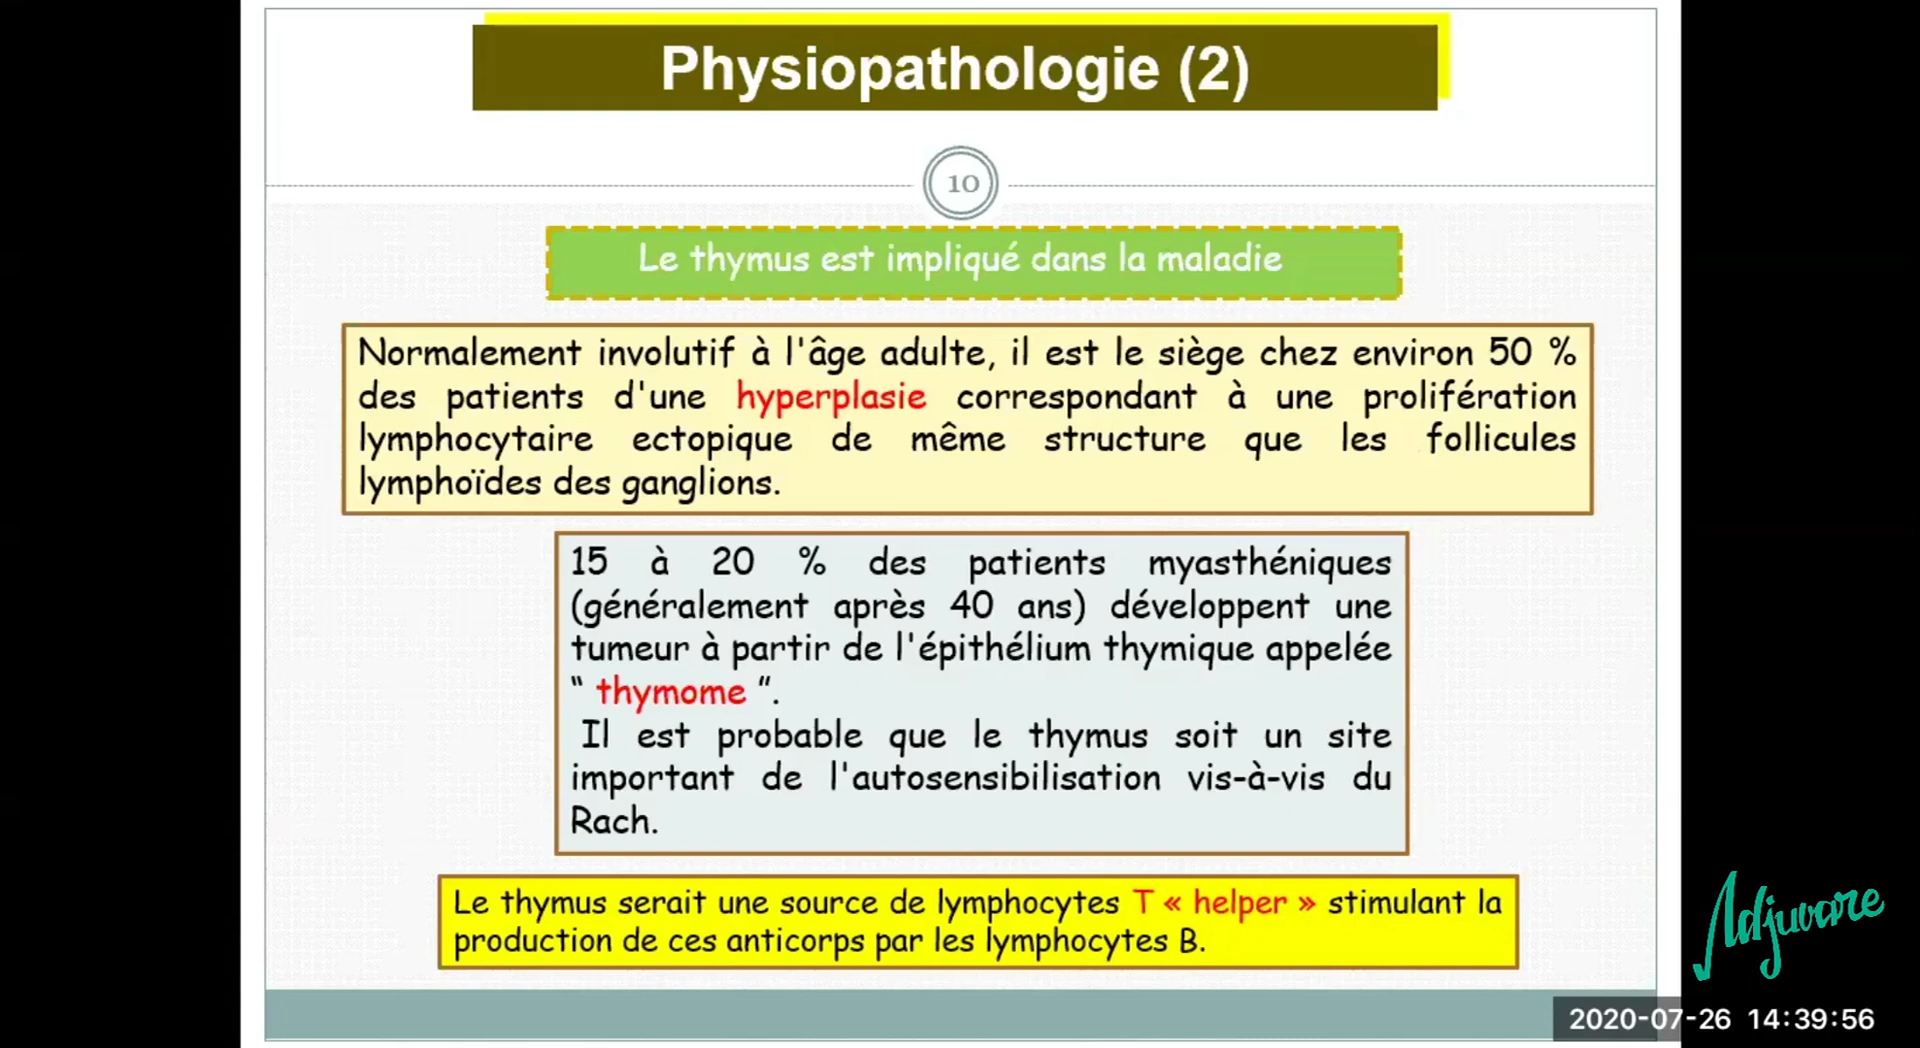 Physiopathologie (2)
10
Le thymus est impliqué dans la maladie
Normalement involutif à l'âge adulte, il est le siège chez environ 50 %
des patients d'une hyperplasie correspondant à une prolifération
lymphocytaire ectopique de même structure que les follicules
lymphoïdes des ganglions.
15 à 20 % des patients myasthéniques
(généralement après 40 ans) développent une
tumeur à partir de l'épithélium thymique appelée
“ thymome ”.
Il est probable que le thymus soit un site
important de l'autosensibilisation vis-à-vis du
Rach.
Le thymus serait une source de lymphocytes T « helper » stimulant la
production de ces anticorps par les lymphocytes B.
Adjuvare
2020-07-26 14:39:56